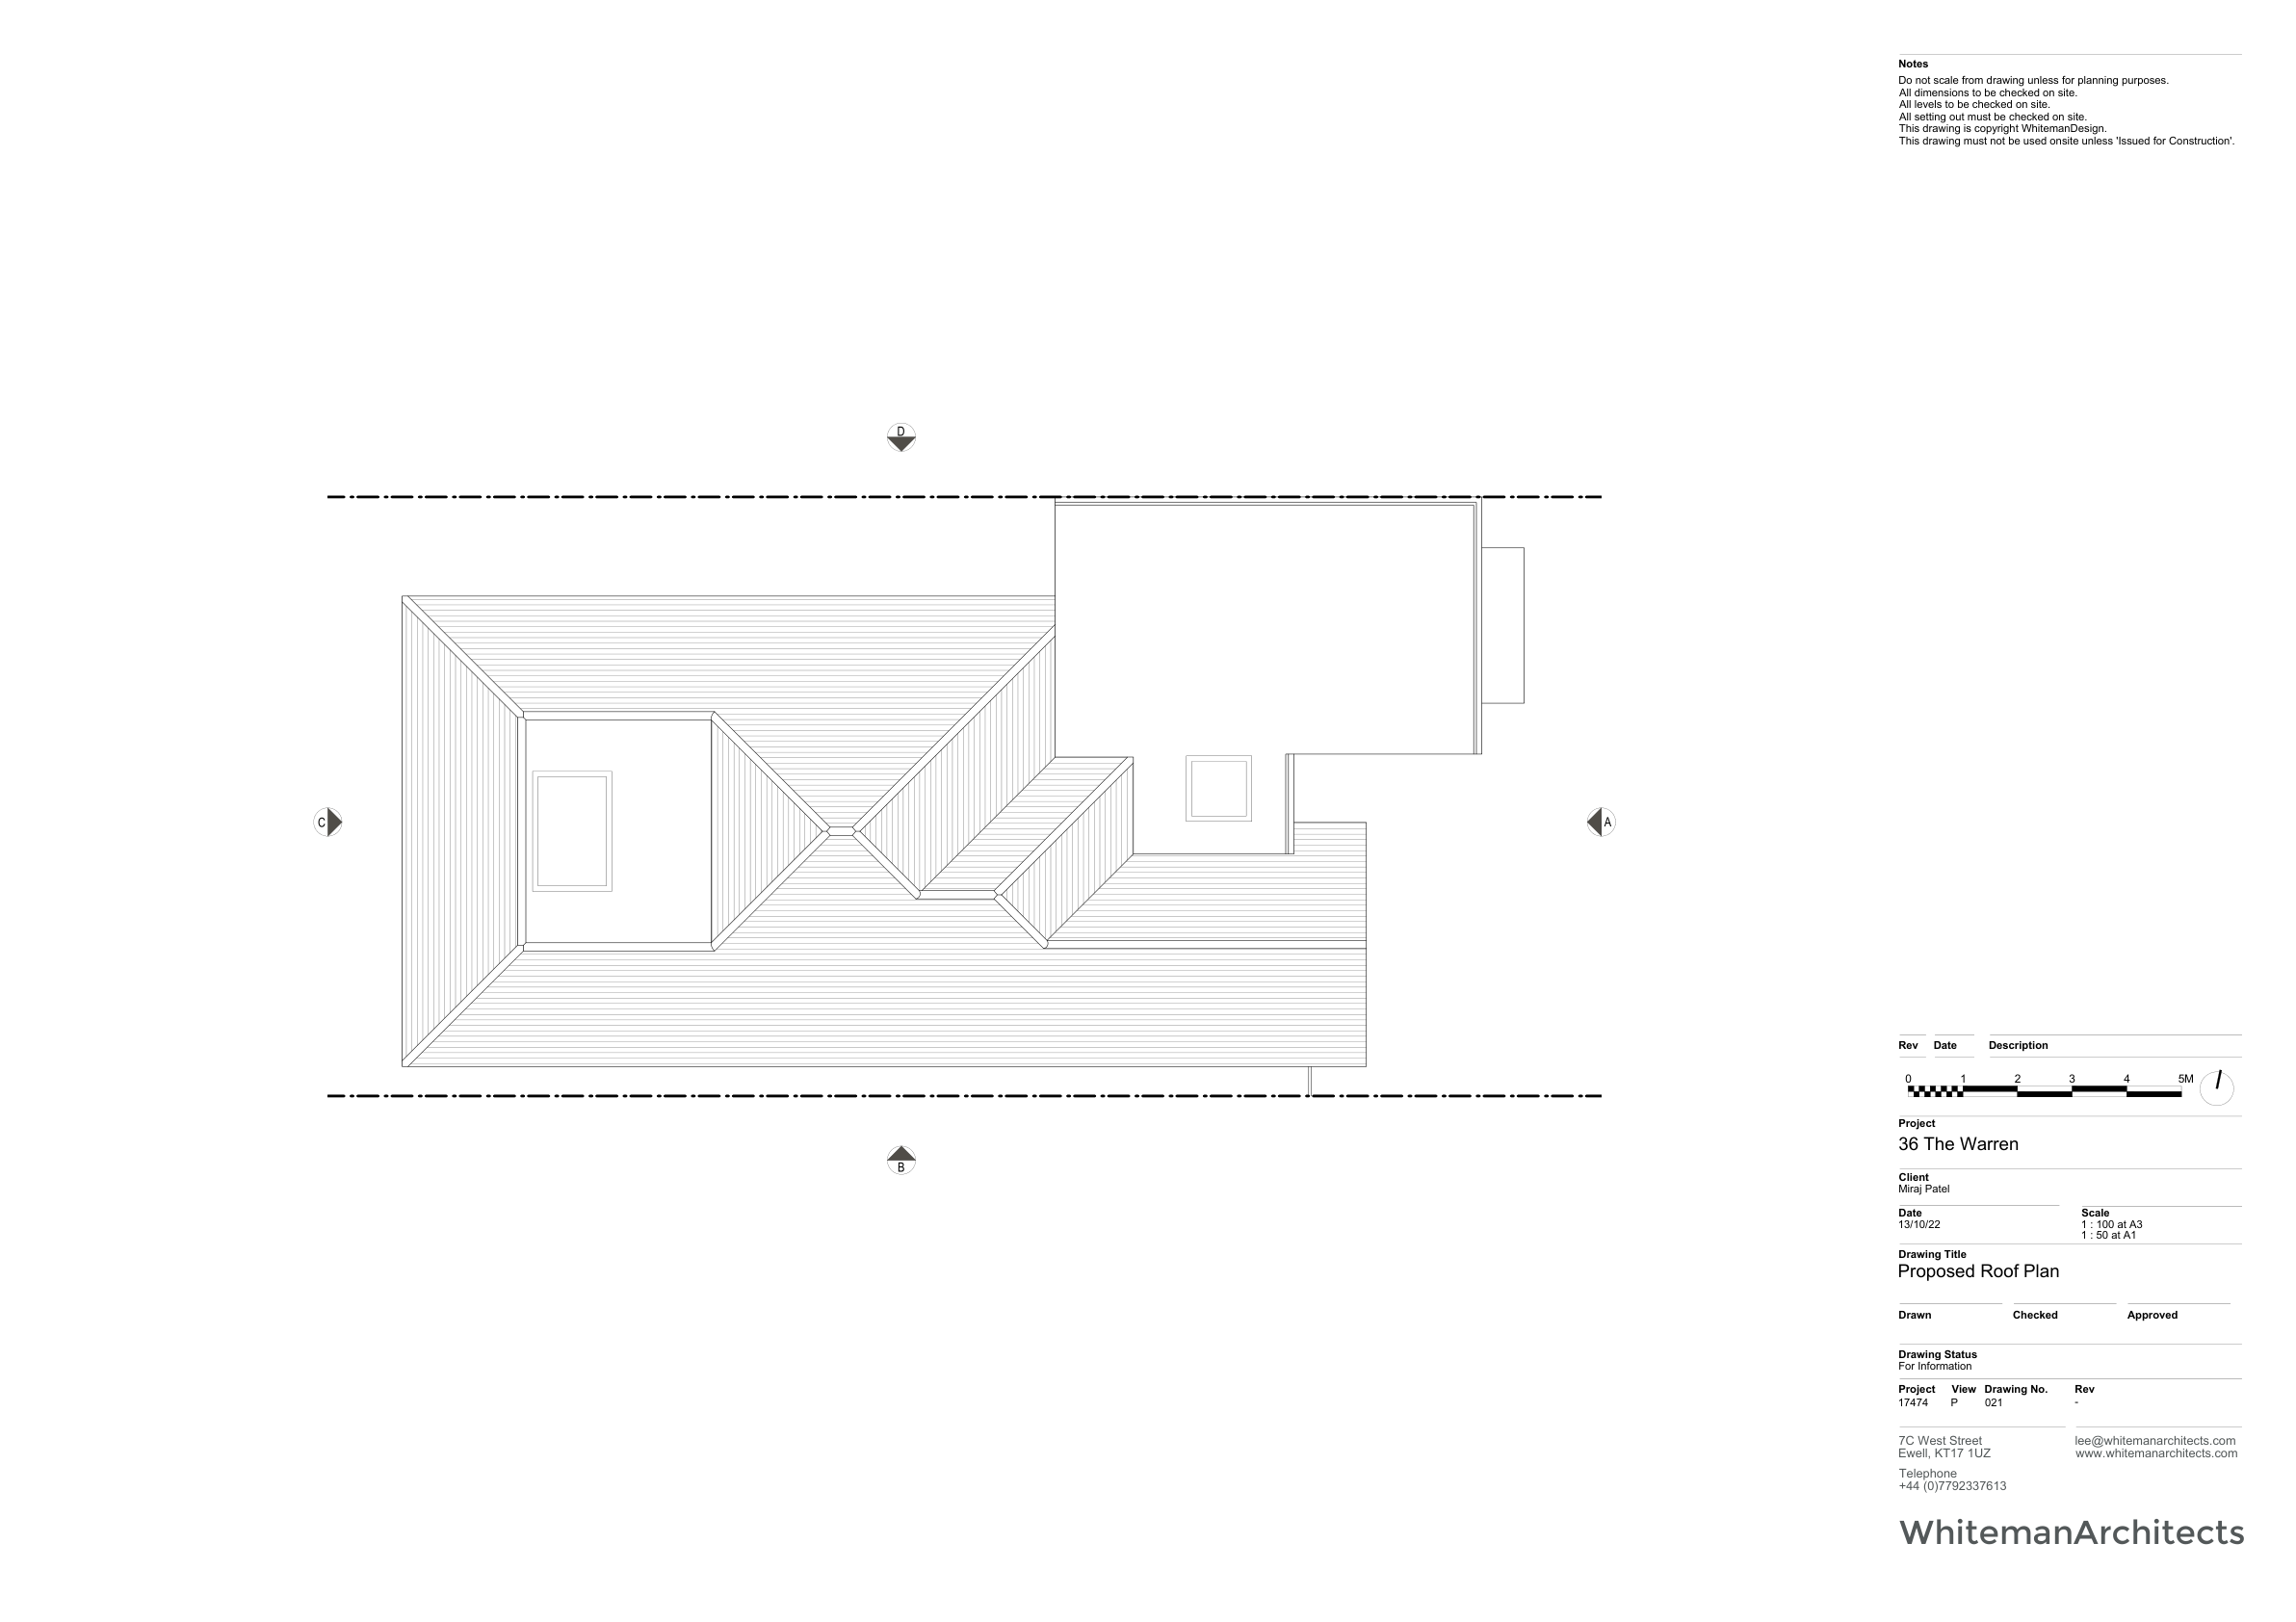 Notes
Do not scale from drawing unless for planning purposes.
All dimensions to be checked on site.
All levels to be checked on site.
All setting out must be checked on site.
This drawing is copyright WhitemanDesign.
This drawing must not be used onsite unless 'Issued for Construction'.
D
C
A
B
Rev Date Description
0 1 2 3 4 5M
Project
36 The Warren
Client
Miraj Patel
Date Scale
13/10/22 1 : 100 at A3
1 : 50 at A1
Drawing Title
Proposed Roof Plan
Drawn Checked Approved
Drawing Status
For Information
Project View Drawing No. Rev
17474 P 021 -
7C West Street lee@whitemanarchitects.com
Ewell, KT17 1UZ www.whitemanarchitects.com
Telephone
+44 (0)7792337613
WhitemanArchitects